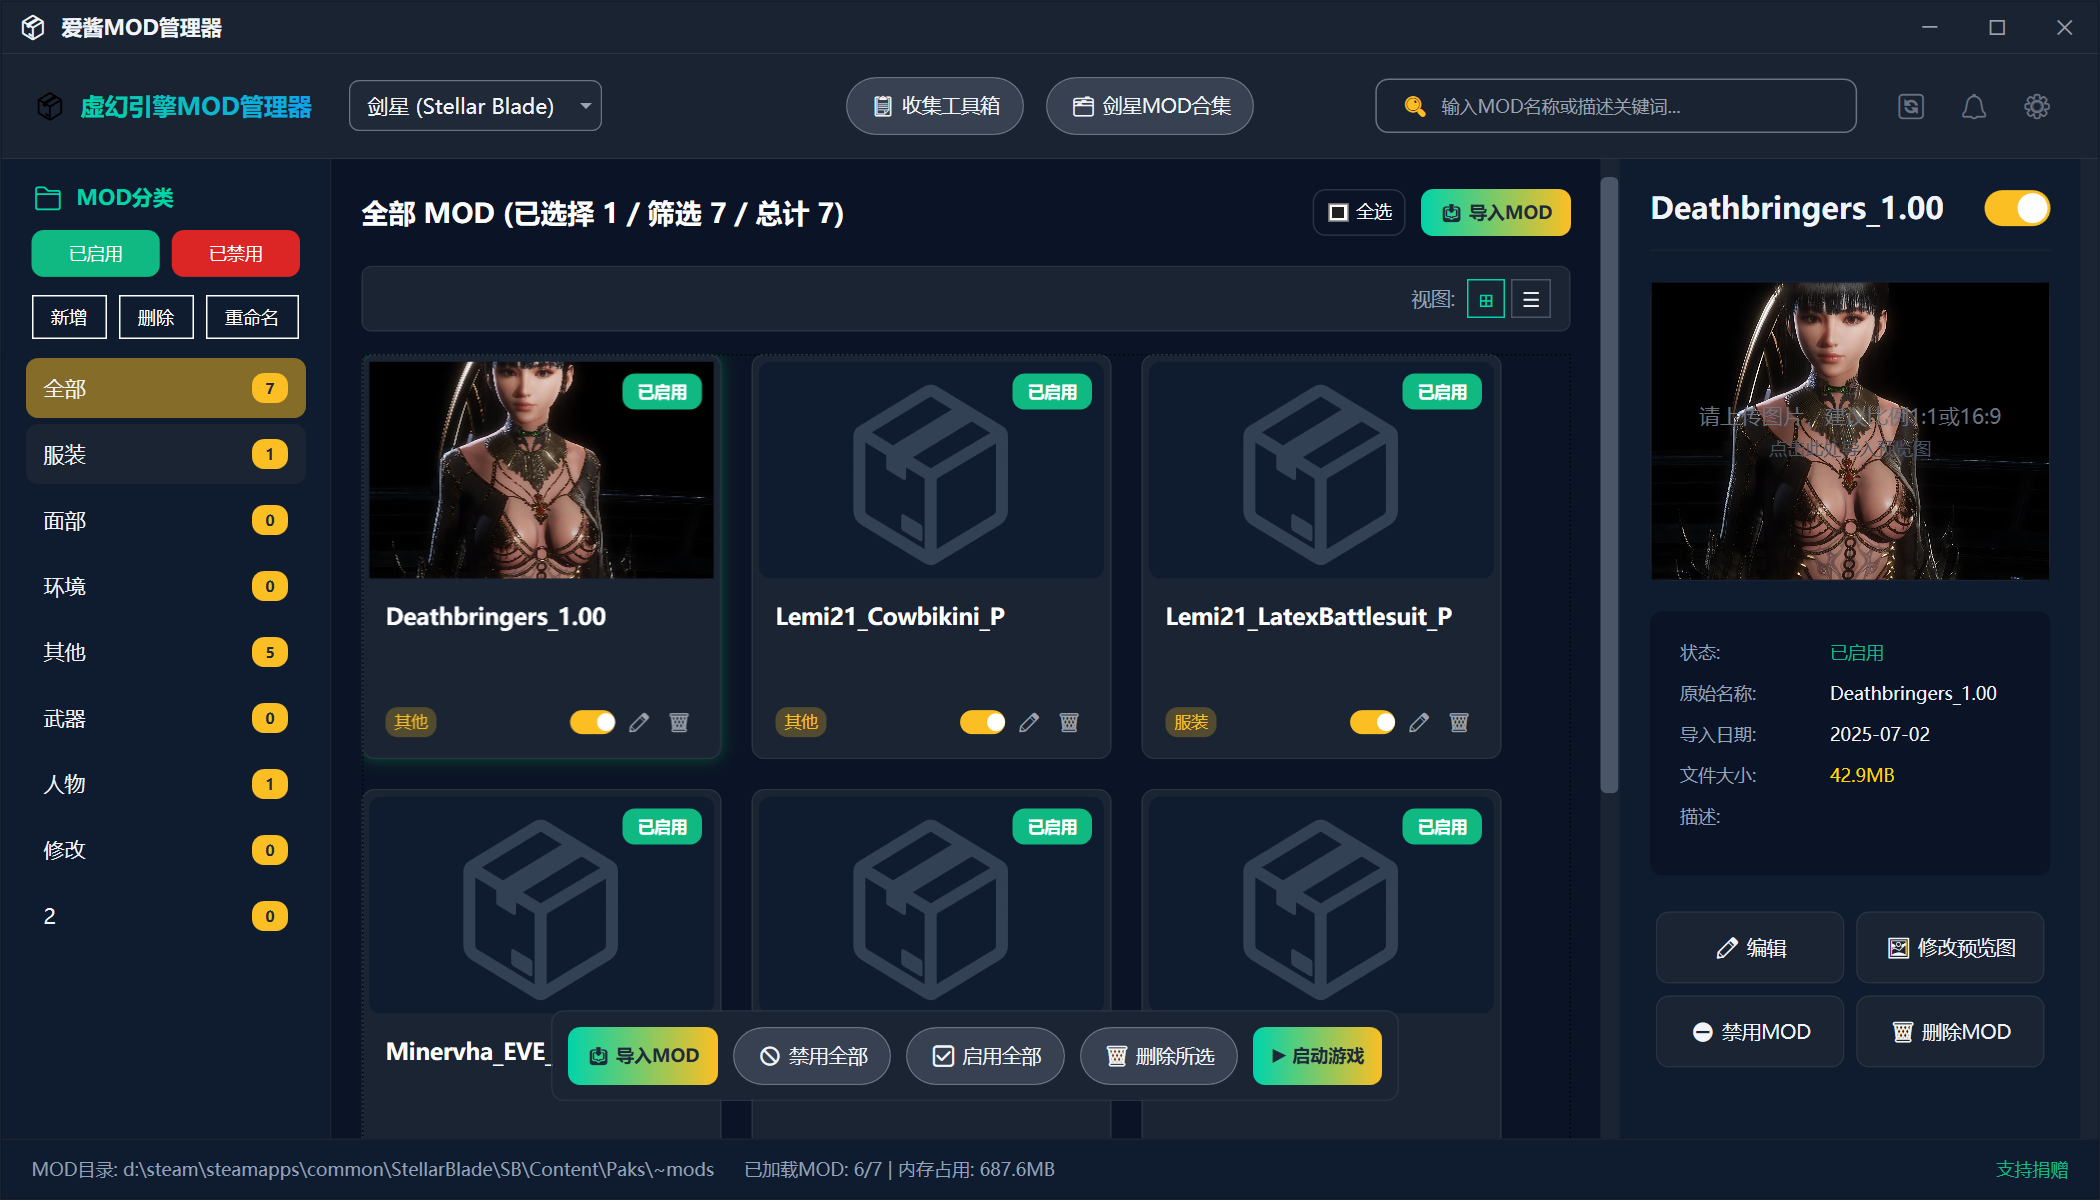 爱酱MOD管理器
虚幻引擎MOD管理器
剑星 (Stellar Blade)
收集工具箱
剑星MOD合集
输入MOD名称或描述关键词...
MOD分类
已启用
已禁用
新增
删除
重命名
全部 7
服装 1
面部 0
环境 0
其他 5
武器 0
人物 1
修改 0
2 0
全部 MOD (已选择 1 / 筛选 7 / 总计 7)
全选
导入MOD
视图:
已启用
Deathbringers_1.00
其他
已启用
Lemi21_Cowbikini_P
其他
已启用
Lemi21_LatexBattlesuit_P
服装
已启用
Minervha_EVE_
已启用
已启用
导入MOD
禁用全部
启用全部
删除所选
启动游戏
Deathbringers_1.00
请上传图片，建议比例1:1或16:9
点击此处导入预览图
状态: 已启用
原始名称: Deathbringers_1.00
导入日期: 2025-07-02
文件大小: 42.9MB
描述:
编辑
修改预览图
禁用MOD
删除MOD
MOD目录: d:\steam\steamapps\common\StellarBlade\SB\Content\Paks\~mods
已加载MOD: 6/7 | 内存占用: 687.6MB
支持捐赠